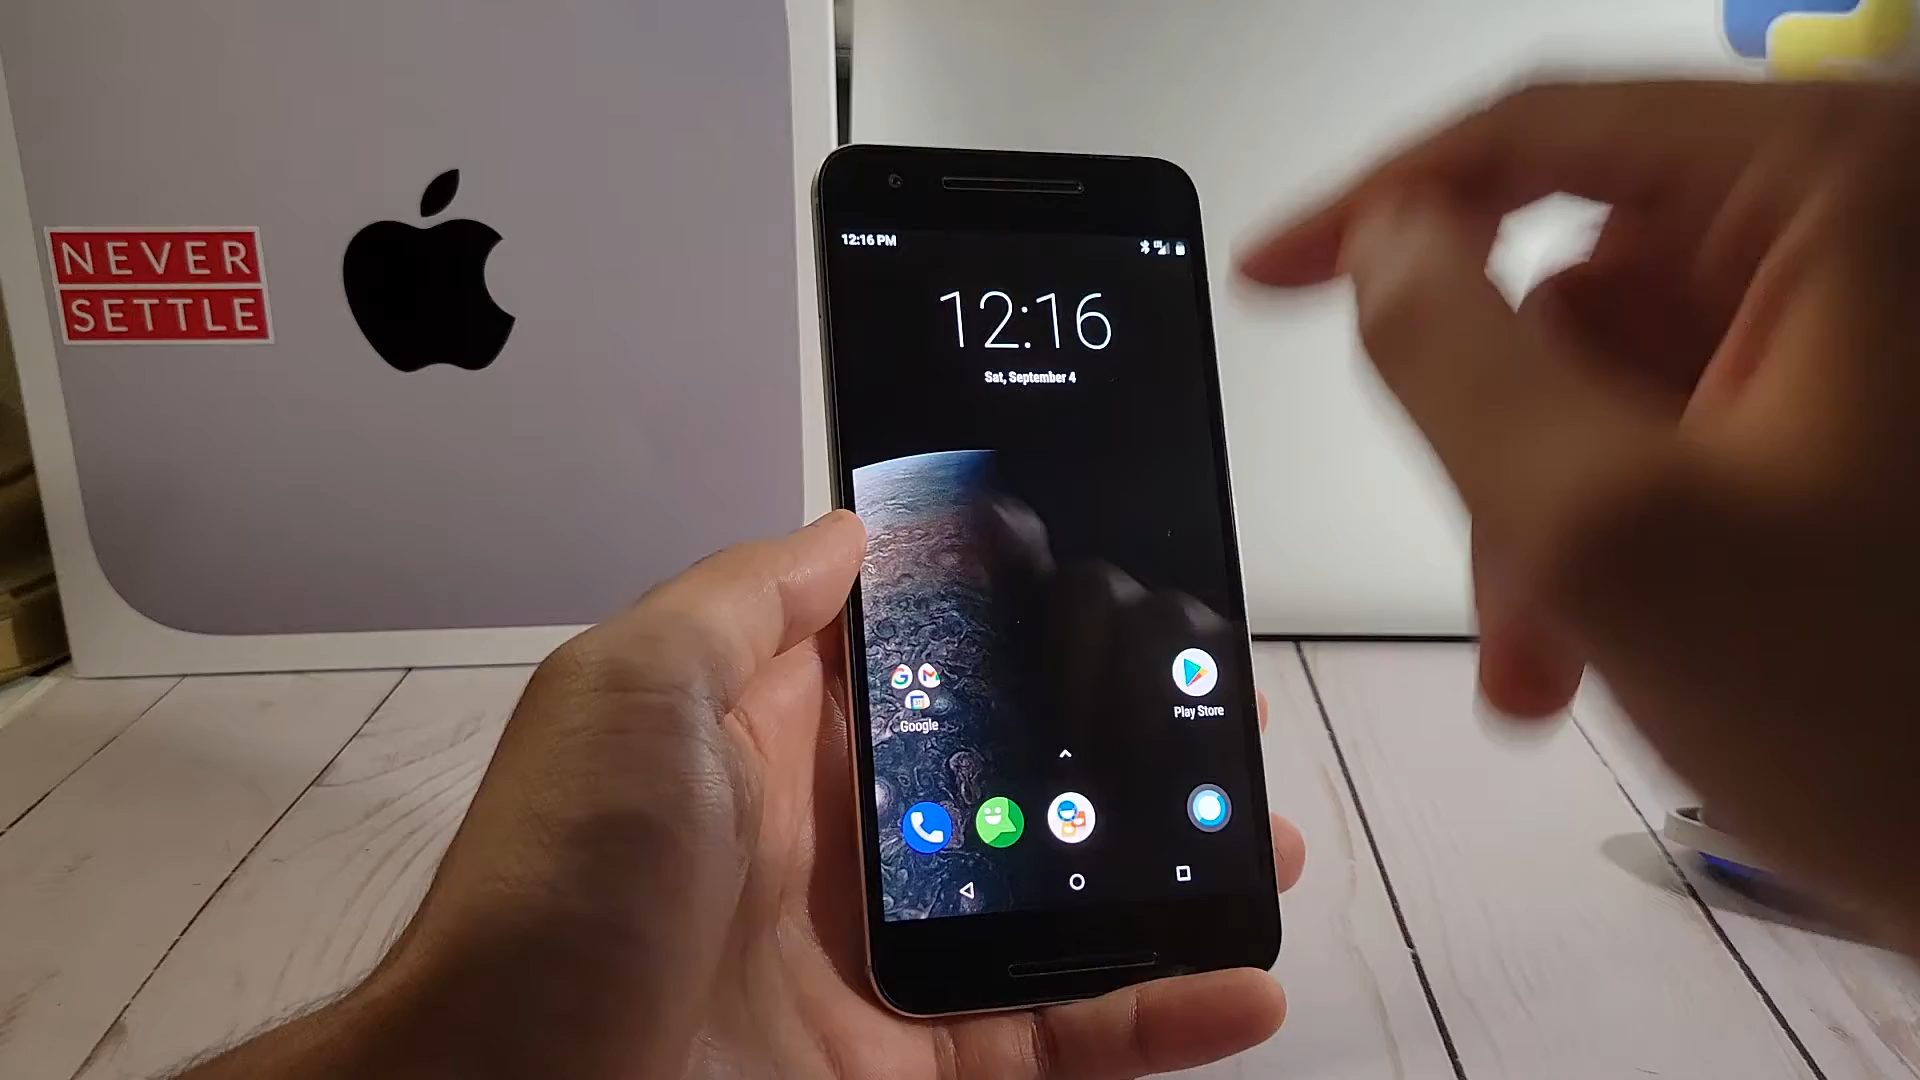 NEVER
SETTLE
12:16 PM
12:16
Sat, September 4
Google
Play Store